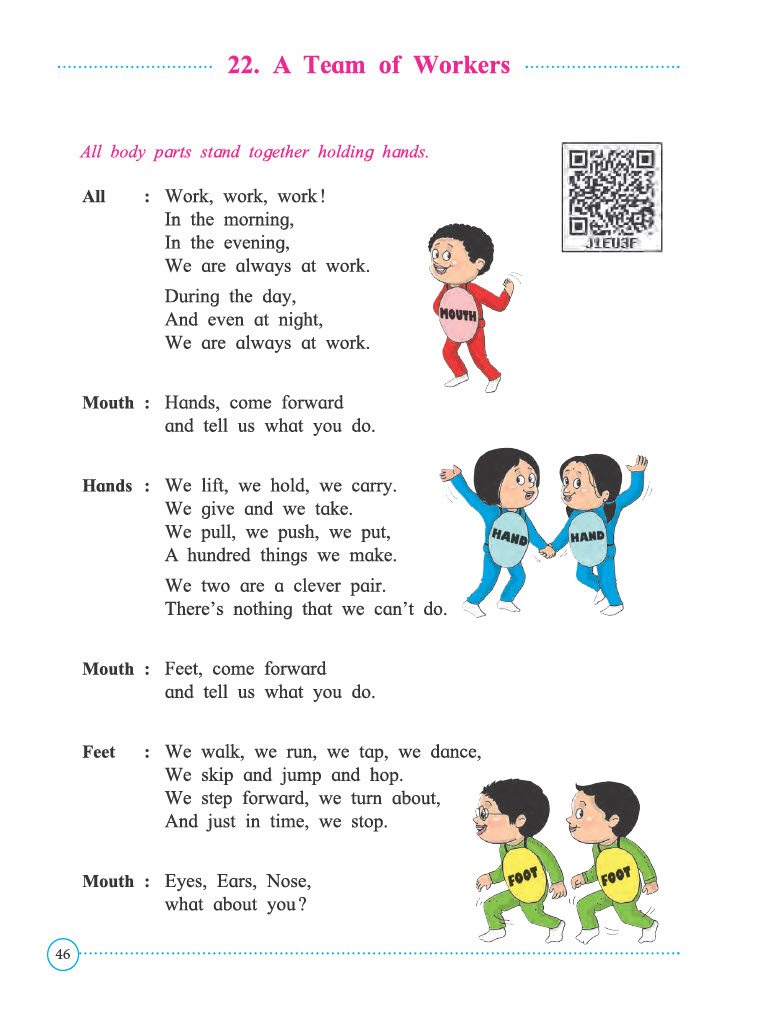 22. A Team of Workers
All body parts stand together holding hands.
J1EU3F
All : Work, work, work!
In the morning,
In the evening,
We are always at work.
During the day,
And even at night,
We are always at work.
MOUTH
Mouth : Hands, come forward
and tell us what you do.
Hands : We lift, we hold, we carry.
We give and we take.
We pull, we push, we put,
A hundred things we make.
We two are a clever pair.
There's nothing that we can't do.
HAND HAND
Mouth : Feet, come forward
and tell us what you do.
Feet : We walk, we run, we tap, we dance,
We skip and jump and hop.
We step forward, we turn about,
And just in time, we stop.
FOOT FOOT
Mouth : Eyes, Ears, Nose,
what about you?
46